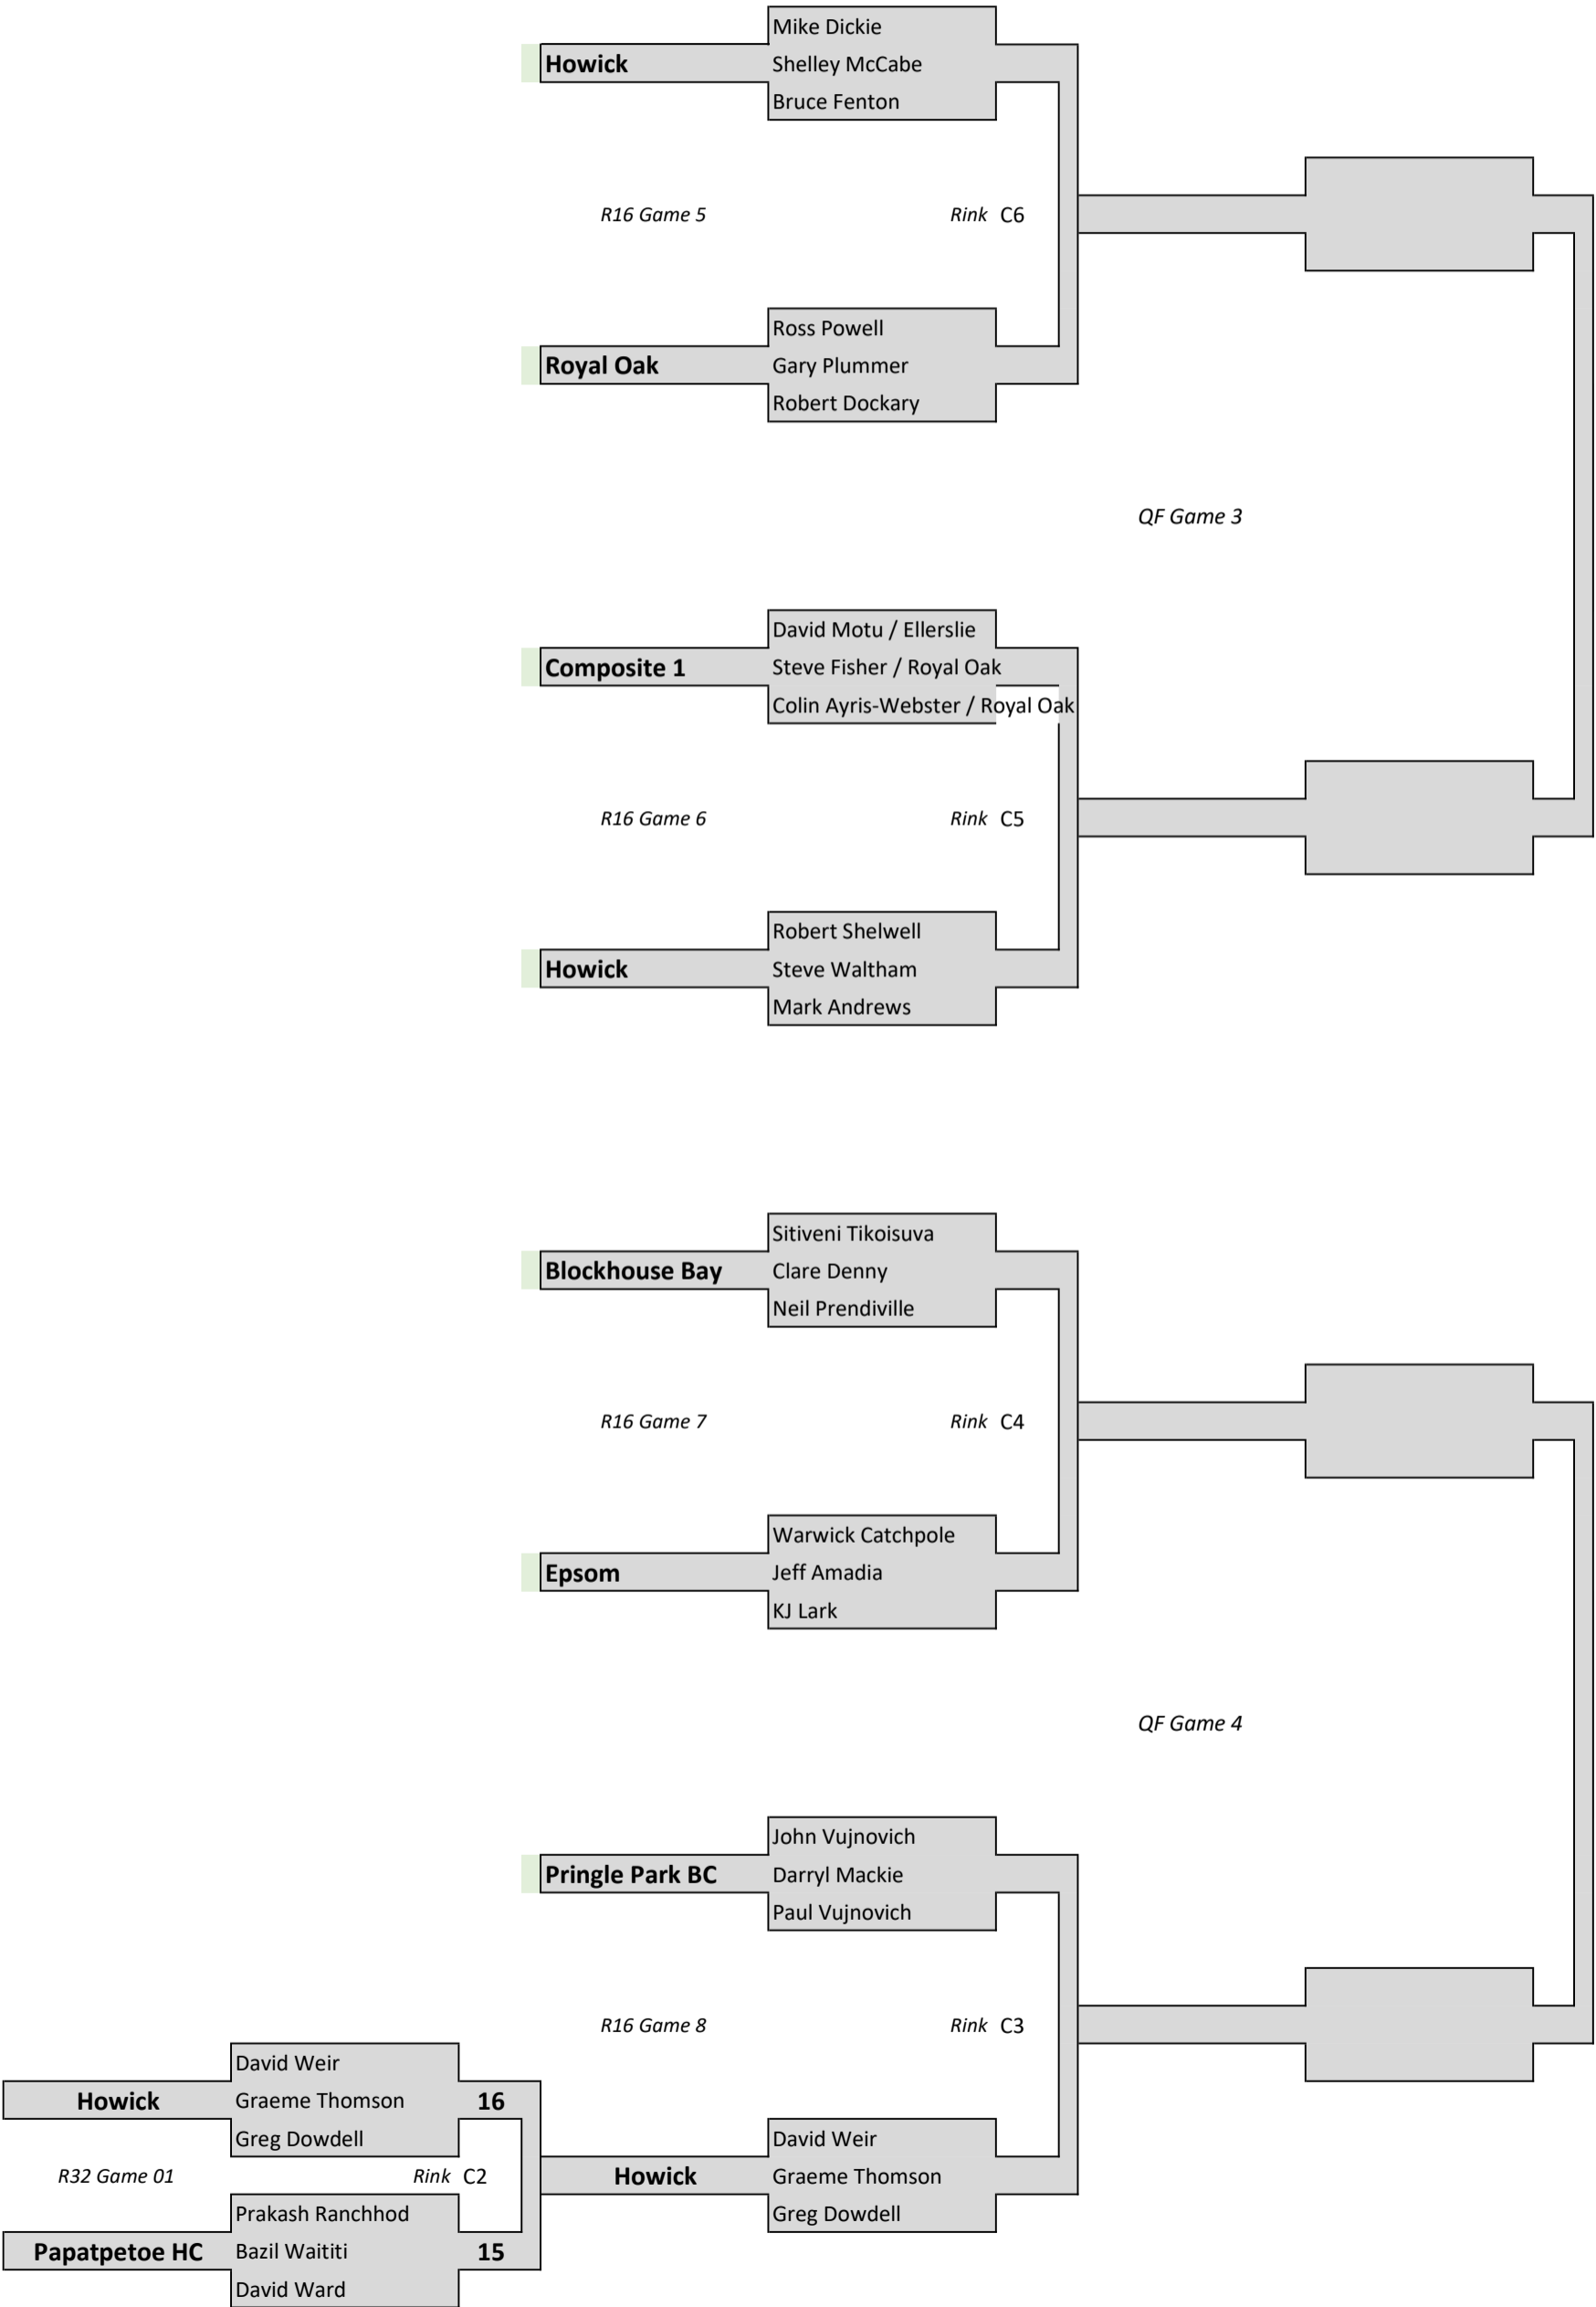 Mike Dickie
Howick Shelley McCabe
Bruce Fenton
R16 Game 5 Rink C6
Ross Powell
Royal Oak Gary Plummer
Robert Dockary
QF Game 3
David Motu / Ellerslie
Composite 1 Steve Fisher / Royal Oak
Colin Ayris-Webster / Royal Oak
R16 Game 6 Rink C5
Robert Shelwell
Howick Steve Waltham
Mark Andrews
Sitiveni Tikoisuva
Blockhouse Bay Clare Denny
Neil Prendiville
R16 Game 7 Rink C4
Warwick Catchpole
Epsom Jeff Amadia
KJ Lark
QF Game 4
John Vujnovich
Pringle Park BC Darryl Mackie
Paul Vujnovich
R16 Game 8 Rink C3
David Weir
Howick Graeme Thomson 16
Greg Dowdell David Weir
R32 Game 01 Rink C2 Howick Graeme Thomson
Prakash Ranchhod Greg Dowdell
Papatpetoe HC Bazil Waititi 15
David Ward